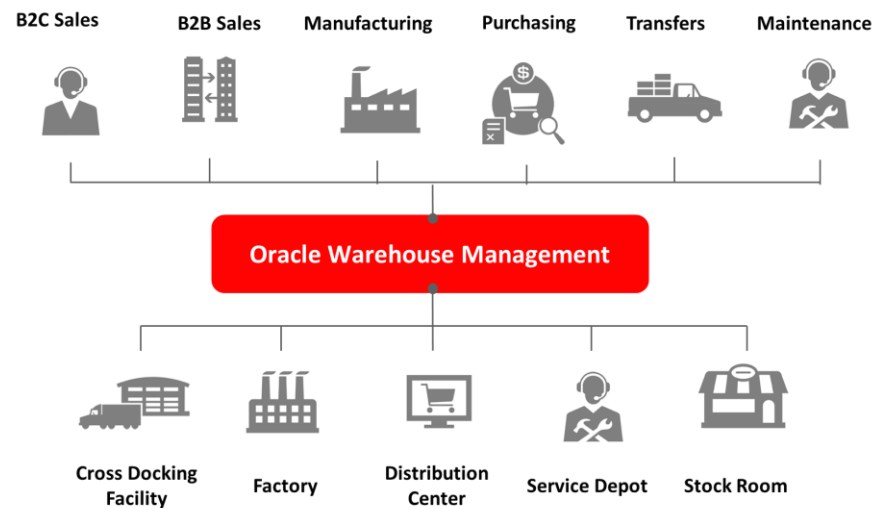 B2C Sales
B2B Sales
Manufacturing
Purchasing
Transfers
Maintenance
$
x
Oracle Warehouse Management
Cross Docking
Facility
Factory
Distribution
Center
Service Depot
Stock Room